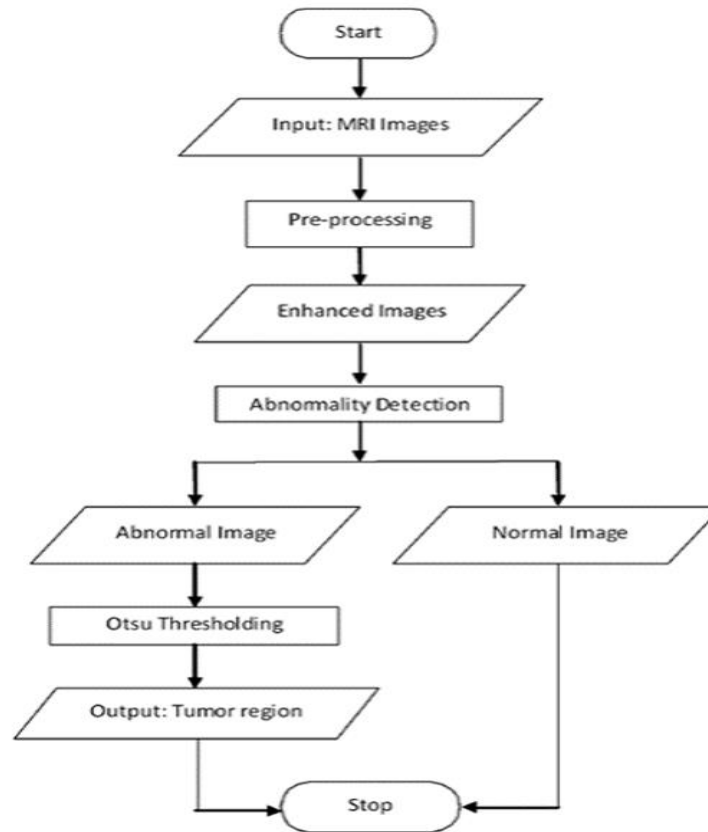 Start
Input: MRI Images
Pre-processing
Enhanced Images
Abnormality Detection
Abnormal Image
Normal Image
Otsu Thresholding
Output: Tumor region
Stop